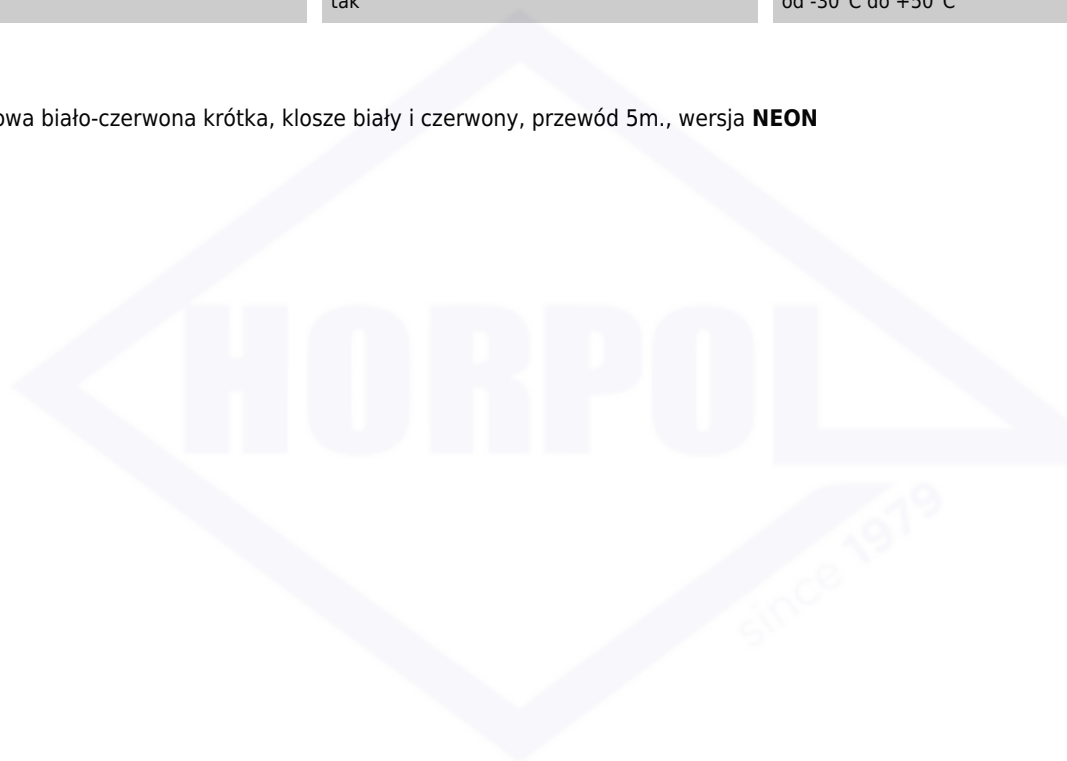 tak od -30°C do +50°C
owa biało-czerwona krótka, klosze biały i czerwony, przewód 5m., wersja NEON
HORPOL
since 1979